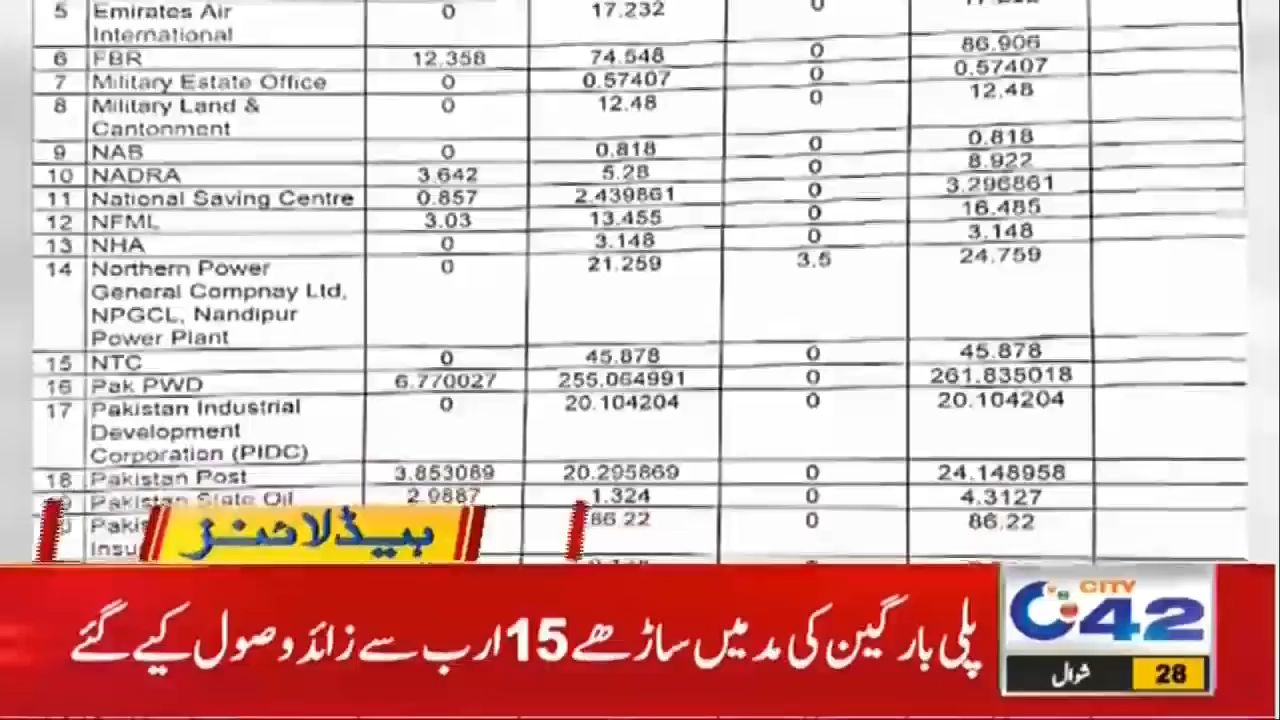 5 Emirates Air 0 17.232 0
International
6 FBR 12.358 74.548 0 86.906
7 Military Estate Office 0 0.57407 0 0.57407
8 Military Land & 0 12.48 0 12.48
Cantonment
9 NAB 0 0.818 0 0.818
10 NADRA 3.642 5.28 0 8.922
11 National Saving Centre 0.857 2.439861 0 3.296861
12 NFML 3.03 13.455 0 16.485
13 NHA 0 3.148 0 3.148
14 Northern Power 0 21.259 3.5 24.759
General Compnay Ltd,
NPGCL, Nandipur
Power Plant
15 NTC 0 45.878 0 45.878
16 Pak PWD 6.770027 255.064991 0 261.835018
17 Pakistan Industrial 0 20.104204 0 20.104204
Development
Corporation (PIDC)
18 Pakistan Post 3.853089 20.295869 0 24.148958
Pakistan State Oil 2.9887 1.324 0 4.3127
86.22 0 86.22
ہیڈلائنز
پلی بارگین کی مد میں ساڑھے 15 ارب سے زائد وصول کیے گئے
CITY
42
شوال 28